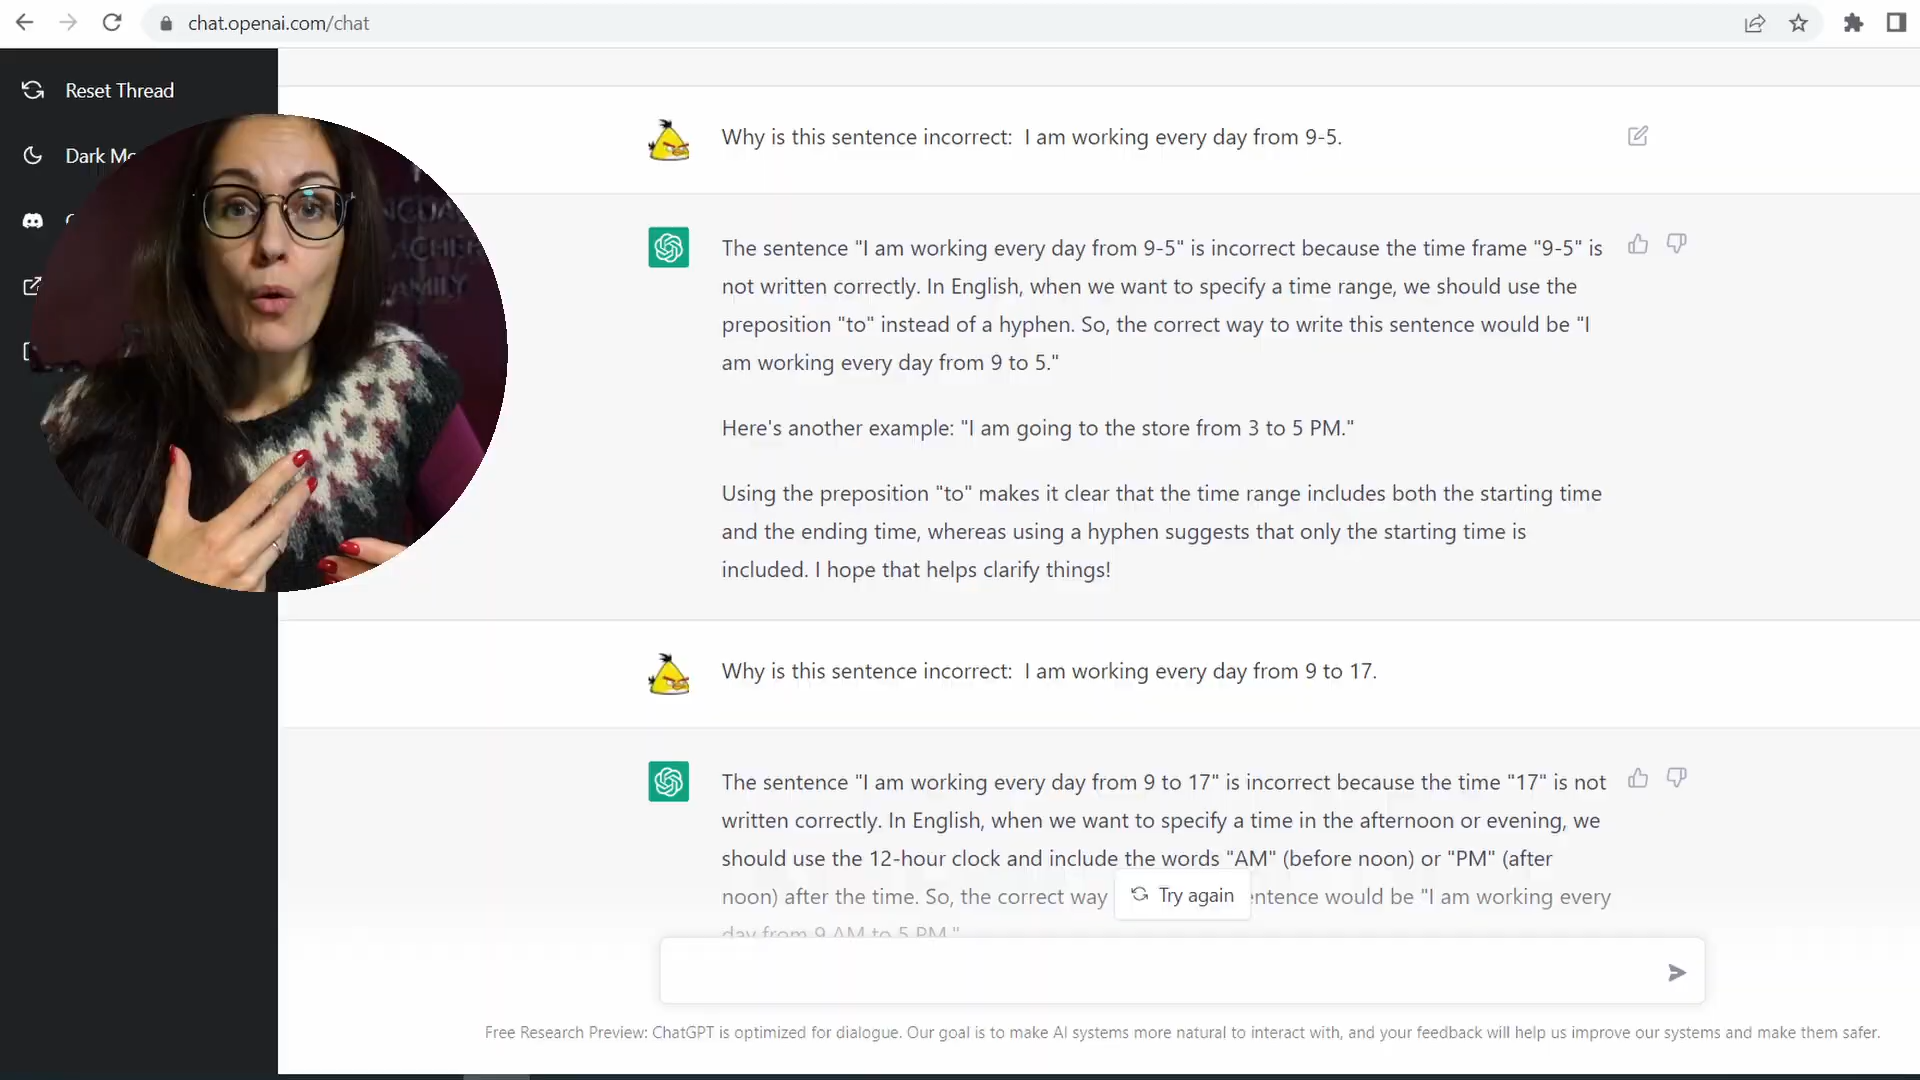 chat.openai.com/chat
Reset Thread
Dark Mo
Why is this sentence incorrect:  I am working every day from 9-5.
The sentence "I am working every day from 9-5" is incorrect because the time frame "9-5" is
not written correctly. In English, when we want to specify a time range, we should use the
preposition "to" instead of a hyphen. So, the correct way to write this sentence would be "I
am working every day from 9 to 5."
Here's another example: "I am going to the store from 3 to 5 PM."
Using the preposition "to" makes it clear that the time range includes both the starting time
and the ending time, whereas using a hyphen suggests that only the starting time is
included. I hope that helps clarify things!
Why is this sentence incorrect:  I am working every day from 9 to 17.
The sentence "I am working every day from 9 to 17" is incorrect because the time "17" is not
written correctly. In English, when we want to specify a time in the afternoon or evening, we
should use the 12-hour clock and include the words "AM" (before noon) or "PM" (after
noon) after the time. So, the correct way entence would be "I am working every
Try again
day from 9 AM to 5 PM."
Free Research Preview: ChatGPT is optimized for dialogue. Our goal is to make AI systems more natural to interact with, and your feedback will help us improve our systems and make them safer.